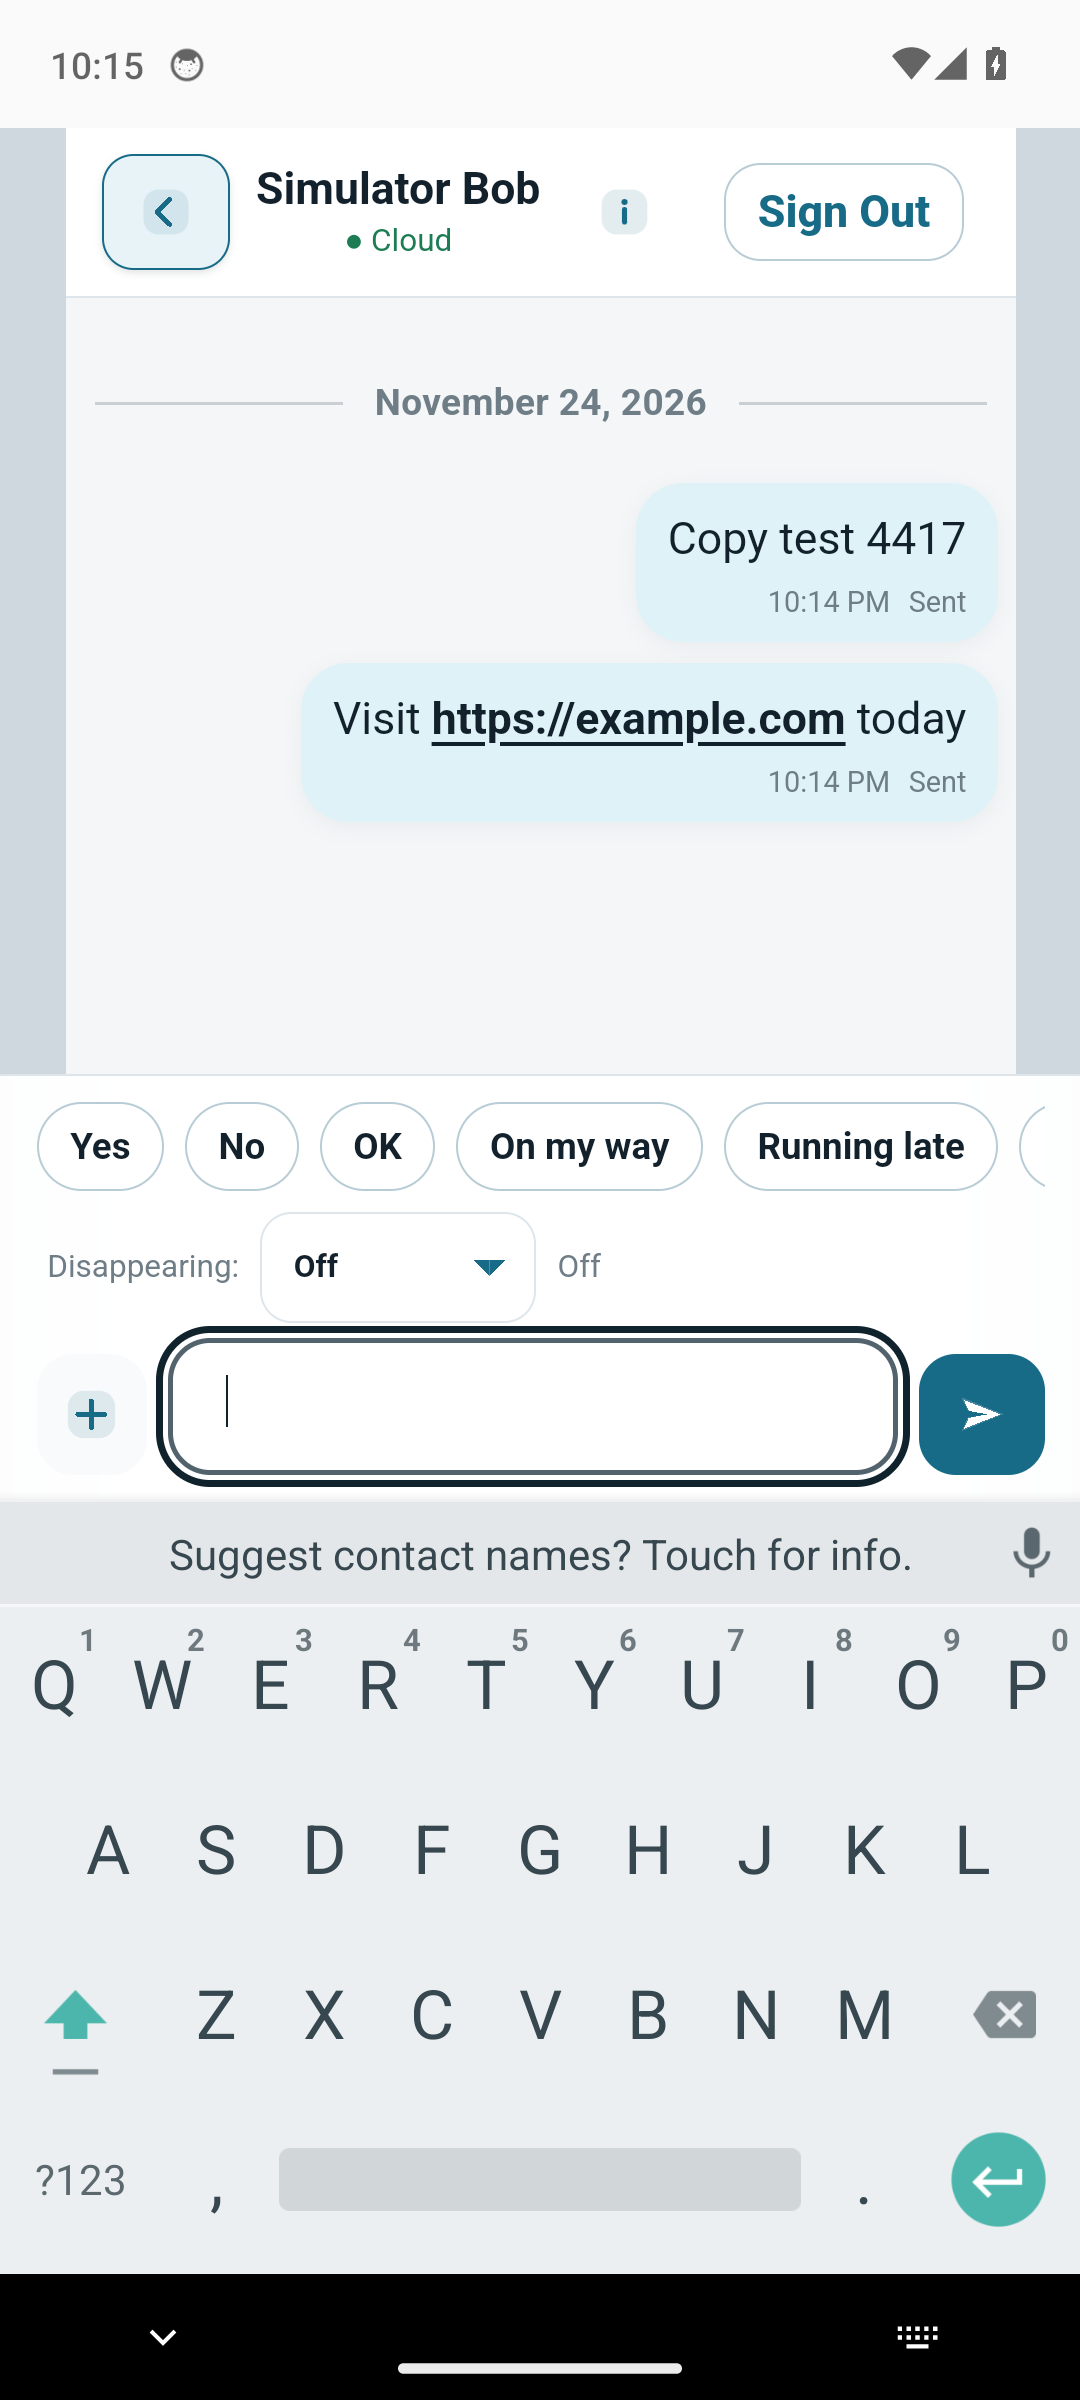 10:15
Simulator Bob
Cloud
Sign Out
November 24, 2026
Copy test 4417
10:14 PM Sent
Visit https://example.com today
10:14 PM Sent
Yes No OK On my way Running late
Disappearing: Off Off
Suggest contact names? Touch for info.
1 2 3 4 5 6 7 8 9 0
Q W E R T Y U I O P
A S D F G H J K L
Z X C V B N M
?123 , .